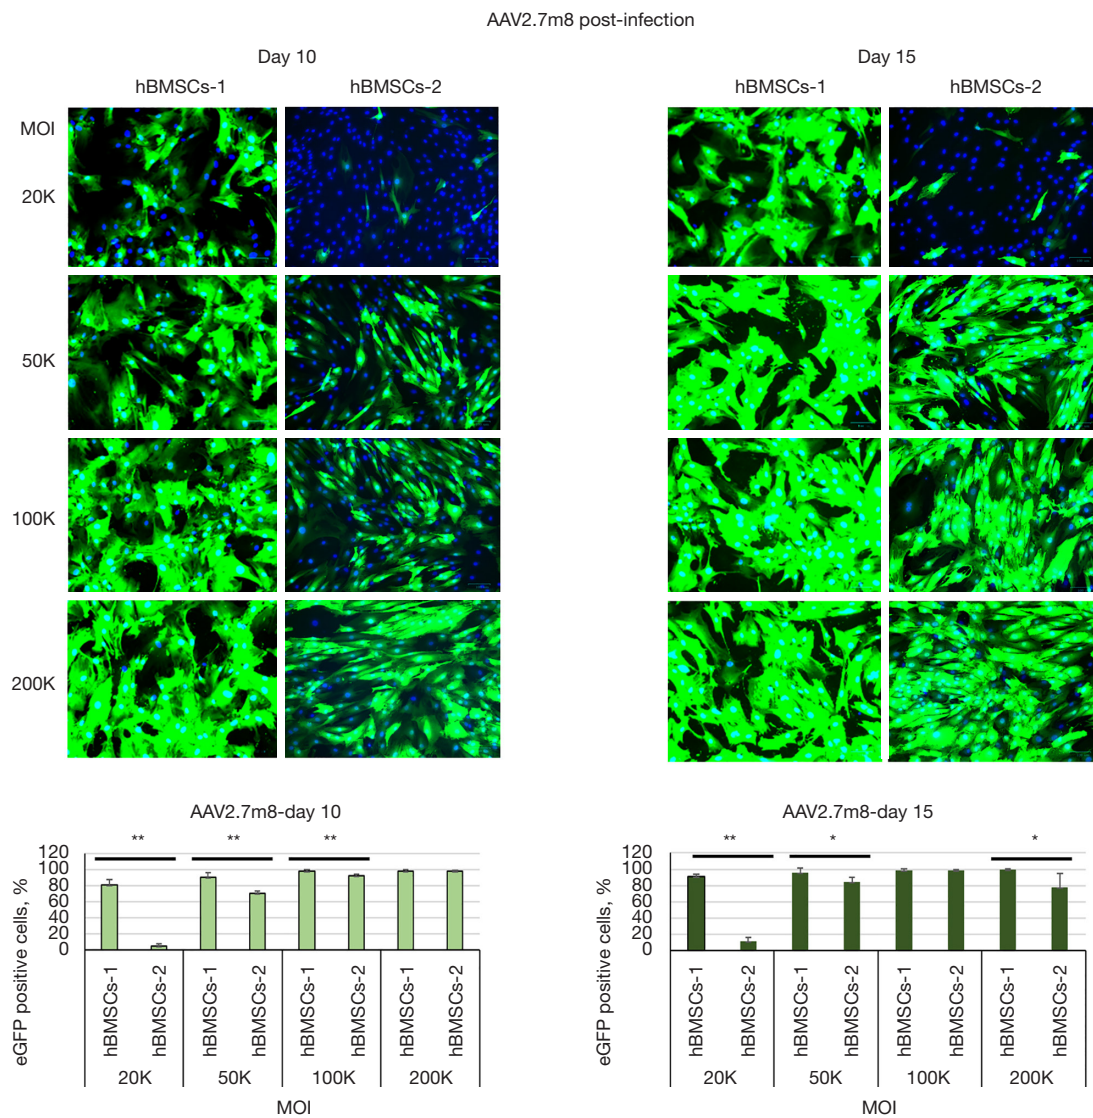 AAV2.7m8 post-infection
Day 10
Day 15
hBMSCs-1 hBMSCs-2
hBMSCs-1 hBMSCs-2
MOI
20K
50K
100K
200K
AAV2.7m8-day 10
** ** **
eGFP positive cells, %
120
100
80
60
40
20
0
hBMSCs-1 hBMSCs-2 hBMSCs-1 hBMSCs-2 hBMSCs-1 hBMSCs-2 hBMSCs-1 hBMSCs-2
20K 50K 100K 200K
MOI
AAV2.7m8-day 15
** * *
eGFP positive cells, %
120
100
80
60
40
20
0
hBMSCs-1 hBMSCs-2 hBMSCs-1 hBMSCs-2 hBMSCs-1 hBMSCs-2 hBMSCs-1 hBMSCs-2
20K 50K 100K 200K
MOI